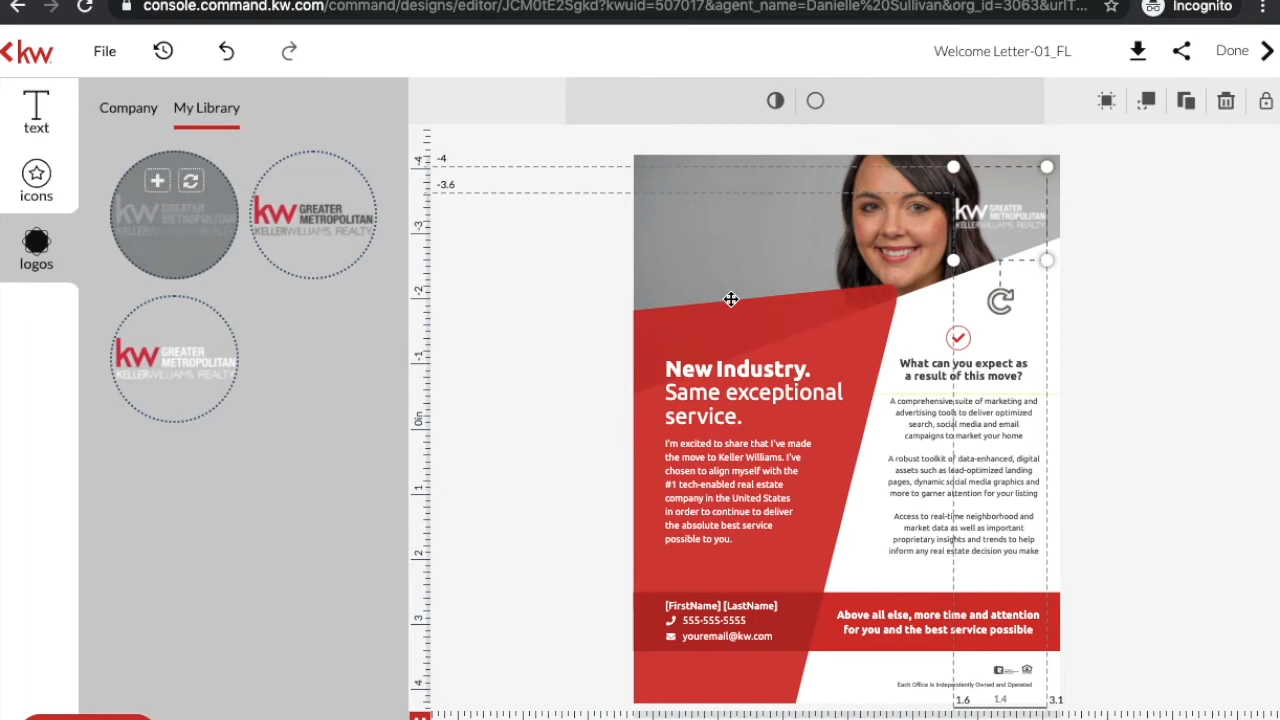 console.command.kw.com/command/designs/editor/JCM0tE2Sgkd?kwuid=507017&agent_name=Danielle%20Sullivan&org_id=3063&urlT...
Incognito
kw
File
Welcome Letter-01_FL
Done
text
icons
logos
Company
My Library
kw GREATER
METROPOLITAN
KELLERWILLIAMS. REALTY
kw GREATER
METROPOLITAN
KELLERWILLIAMS. REALTY
kw GREATER
METROPOLITAN
KELLERWILLIAMS. REALTY
-4
-3.6
-4
-3
-2
-1
0in
1
2
3
4
kw GREATER
METROPOLITAN
KELLERWILLIAMS. REALTY
New Industry.
Same exceptional
service.
I'm excited to share that I've made
the move to Keller Williams. I've
chosen to align myself with the
#1 tech-enabled real estate
company in the United States
in order to continue to deliver
the absolute best service
possible to you.
What can you expect as
a result of this move?
A comprehensive suite of marketing and
advertising tools to deliver optimized
search, social media and email
campaigns to market your home
A robust toolkit of data-enhanced, digital
assets such as lead-optimized landing
pages, dynamic social media graphics and
more to garner attention for your listing
Access to real-time neighborhood and
market data as well as important
proprietary insights and trends to help
inform any real estate decision you make
[FirstName] [LastName]
555-555-5555
youremail@kw.com
Above all else, more time and attention
for you and the best service possible
Each Office is Independently Owned and Operated
1.6
1.4
3.1